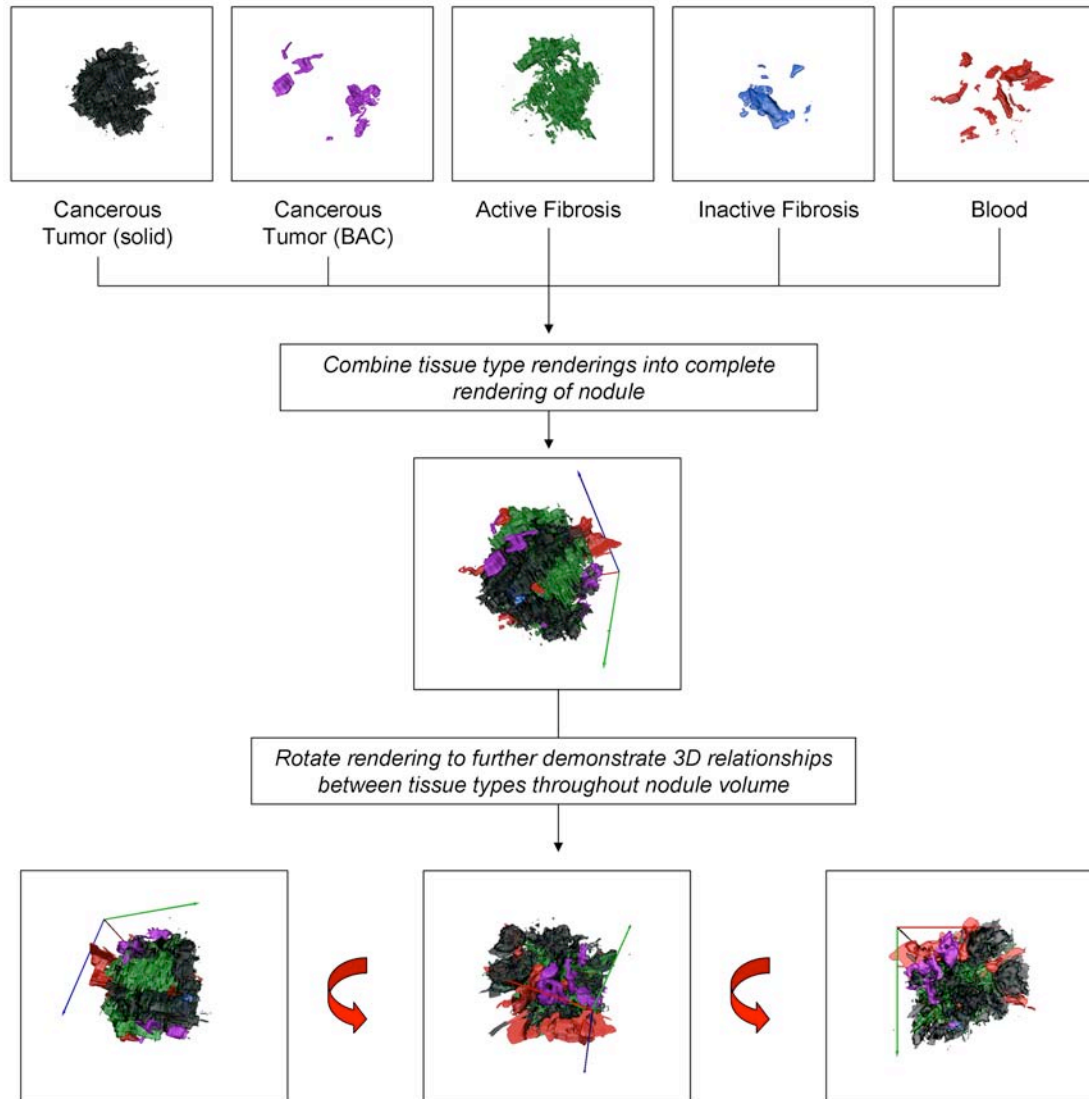 Cancerous
Tumor (solid)
Cancerous
Tumor (BAC)
Active Fibrosis
Inactive Fibrosis
Blood
Combine tissue type renderings into complete
rendering of nodule
Rotate rendering to further demonstrate 3D relationships
between tissue types throughout nodule volume